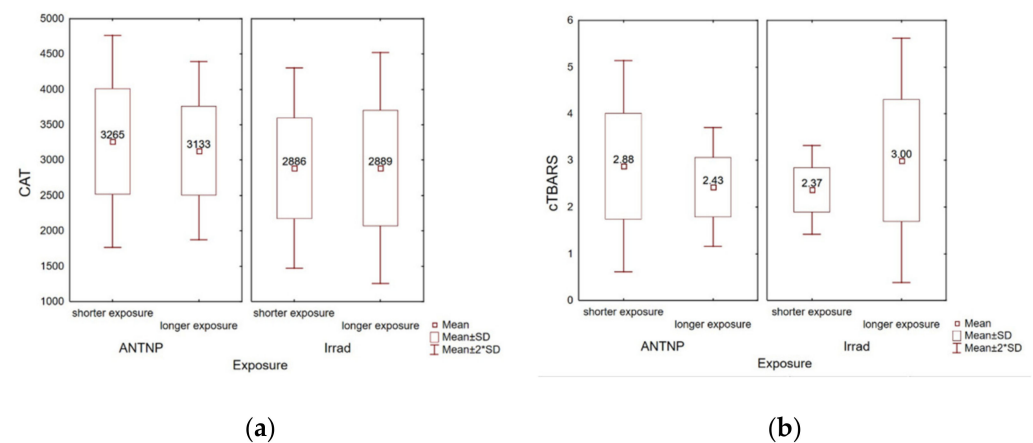 5000
4500
4000
3500
3000
2500
2000
1500
1000
CAT
3265
3133
2886
2889
shorter exposure
longer exposure
shorter exposure
longer exposure
ANTNP
Irrad
Exposure
Mean
Mean±SD
Mean±2*SD
(a)
6
5
4
3
2
1
0
cTBARS
2.88
2.43
2.37
3.00
shorter exposure
longer exposure
shorter exposure
longer exposure
ANTNP
Irrad
Exposure
Mean
Mean±SD
Mean±2*SD
(b)